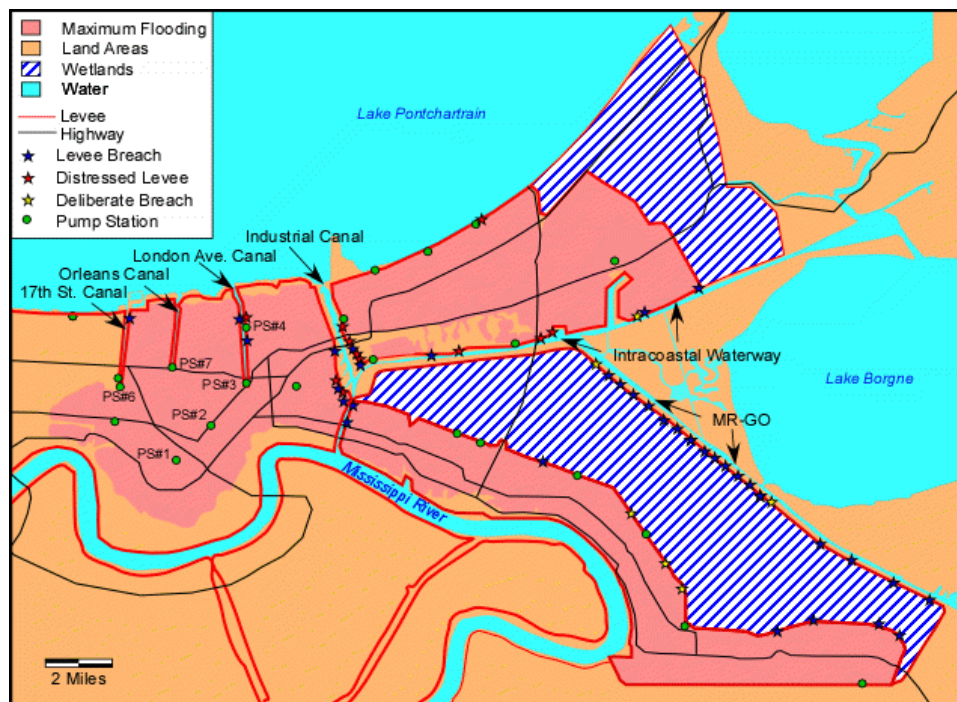 Maximum Flooding
Land Areas
Wetlands
Water
Levee
Highway
Levee Breach
Distressed Levee
Deliberate Breach
Pump Station
Lake Pontchartrain
Industrial Canal
London Ave. Canal
Orleans Canal
17th St. Canal
PS#4
PS#7
PS#3
PS#6
PS#2
PS#1
Intracoastal Waterway
Lake Borgne
MR-GO
Mississippi River
2 Miles